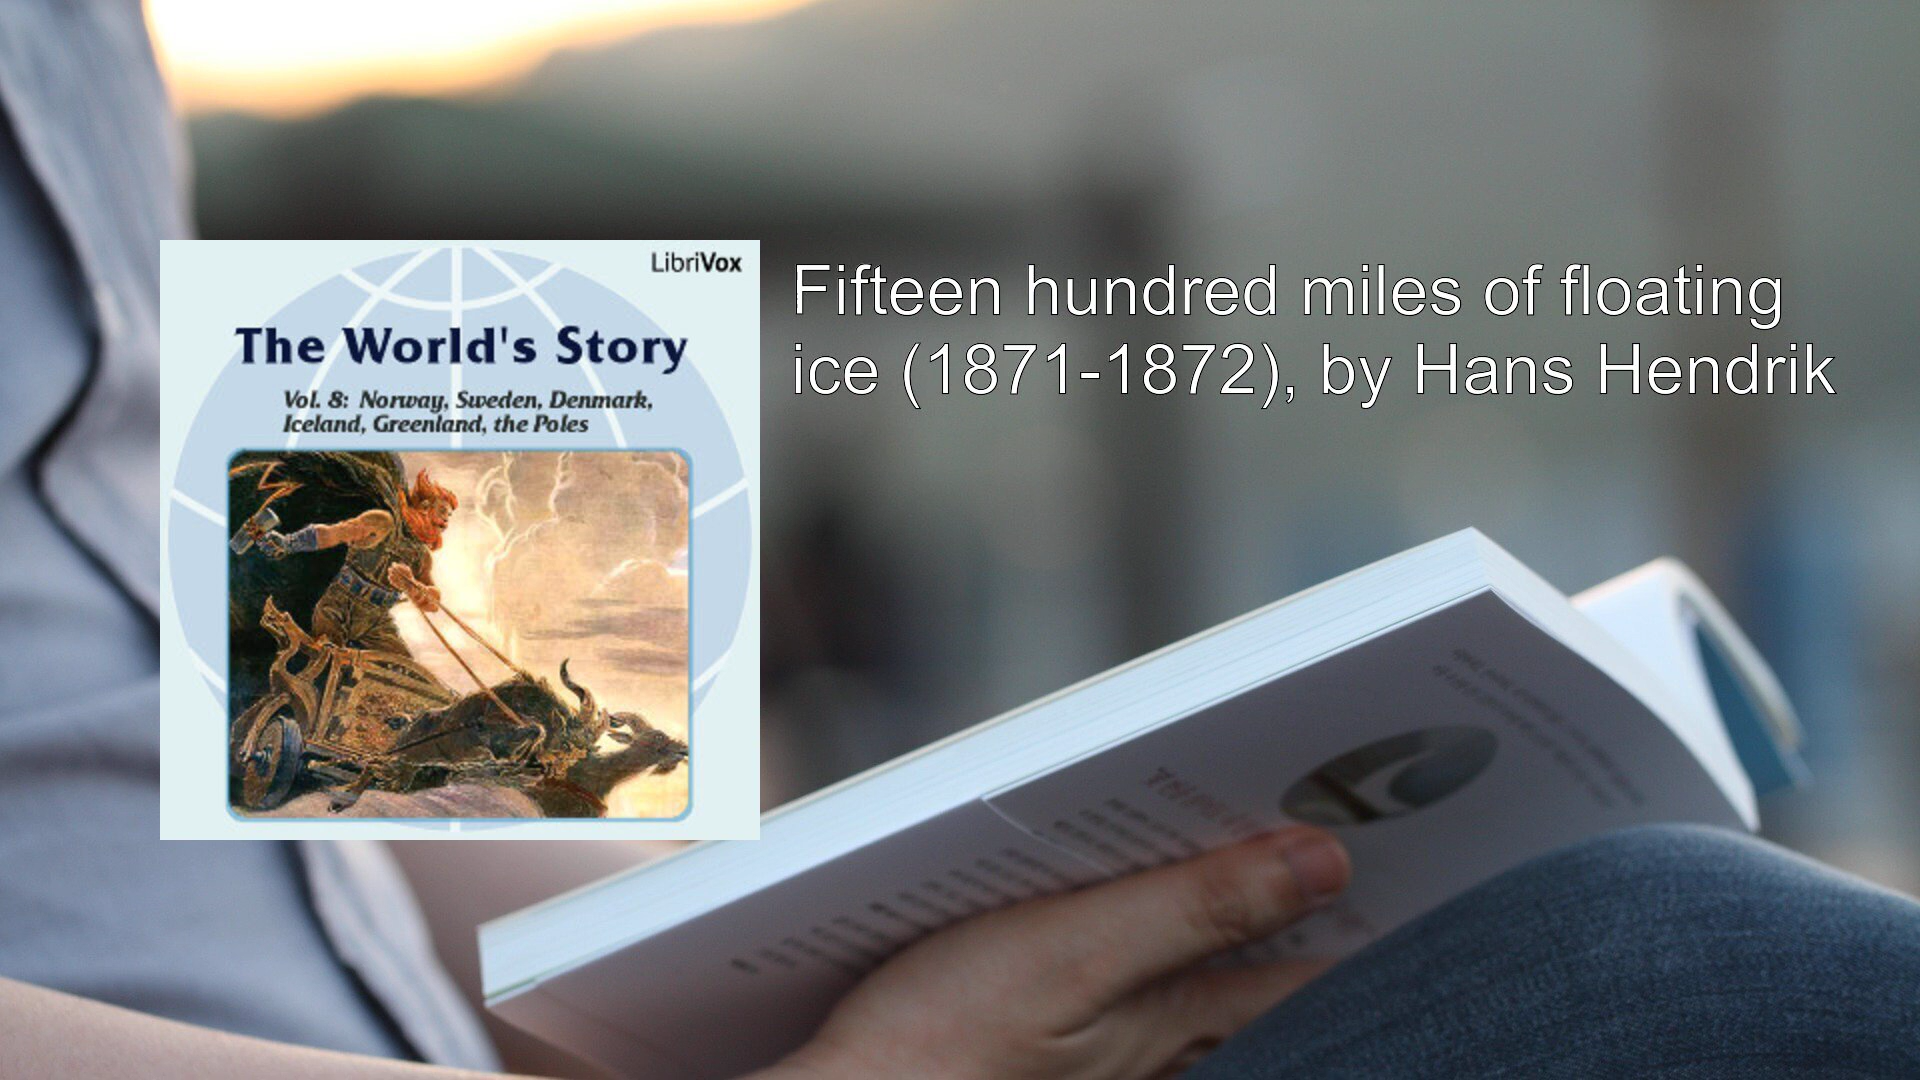 LibriVox
The World's Story
Vol. 8: Norway, Sweden, Denmark,
Iceland, Greenland, the Poles
Fifteen hundred miles of floating
ice (1871-1872), by Hans Hendrik